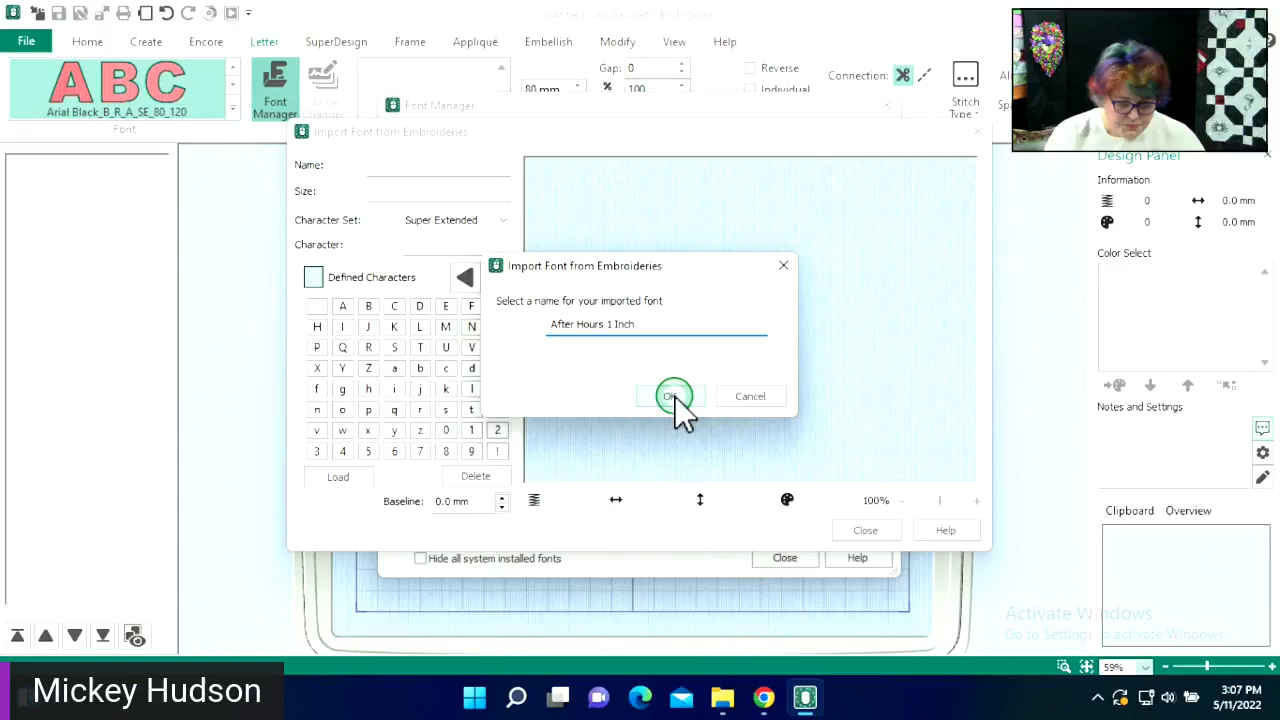 File Home Create Encore Letter SuperDesign Frame Appliqué Embellish Modify View Help
ABC
Arial Black_B_R_A_SE_80_120
Font
Font Manager
80 mm
Gap: 0
% 100
Reverse
Individual
Connection:
Stitch Type
Font Manager
Import Font from Embroideries
Name:
Size:
Character Set: Super Extended
Character:
Defined Characters
A B C D E F
H I J K L M N
P Q R S T U V
X Y Z a b c d
f g h i j k l
n o p q r s t
v w x y z 0 1 2
3 4 5 6 7 8 9 !
Load Delete
Baseline: 0.0 mm
100%
Close Help
Import Font from Embroideries
Select a name for your imported font
After Hours 1 Inch
Cancel
Hide all system installed fonts
Close Help
Design Panel
Information
0 0.0 mm
0 0.0 mm
Color Select
Notes and Settings
Clipboard Overview
Activate Windows
Go to Settings to activate Windows.
59%
Mickey Hudson
3:07 PM
5/11/2022